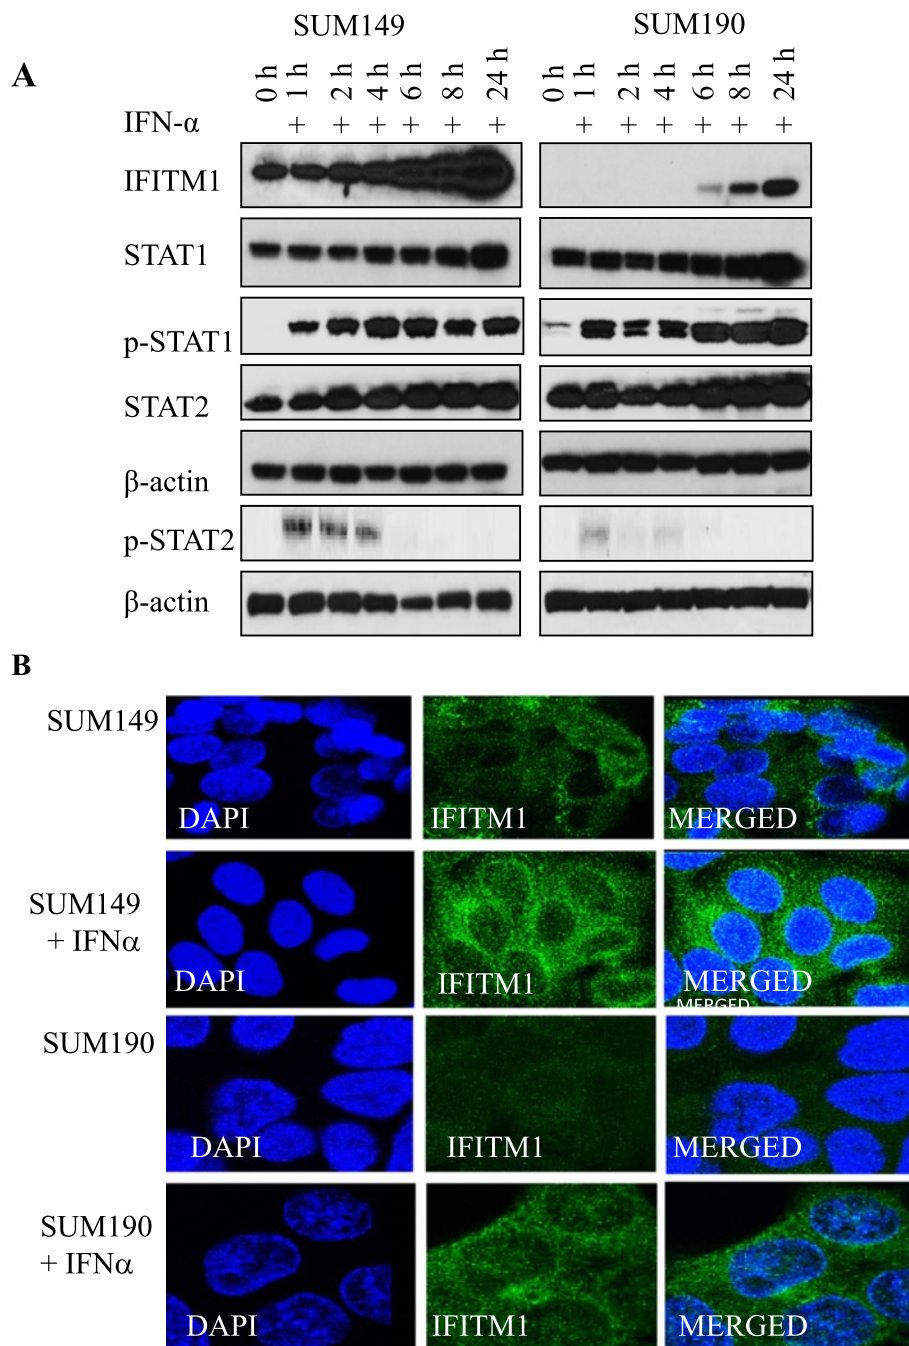 SUM149 SUM190
A
0 h 1 h 2 h 4 h 6 h 8 h 24 h 0 h 1 h 2 h 4 h 6 h 8 h 24 h
IFN-α + + + + + + + + + + + +
IFITM1
STAT1
p-STAT1
STAT2
β-actin
p-STAT2
β-actin
B
SUM149
DAPI IFITM1 MERGED
SUM149
+ IFNα
DAPI IFITM1 MERGED
MERGED
SUM190
DAPI IFITM1 MERGED
SUM190
+ IFNα
DAPI IFITM1 MERGED